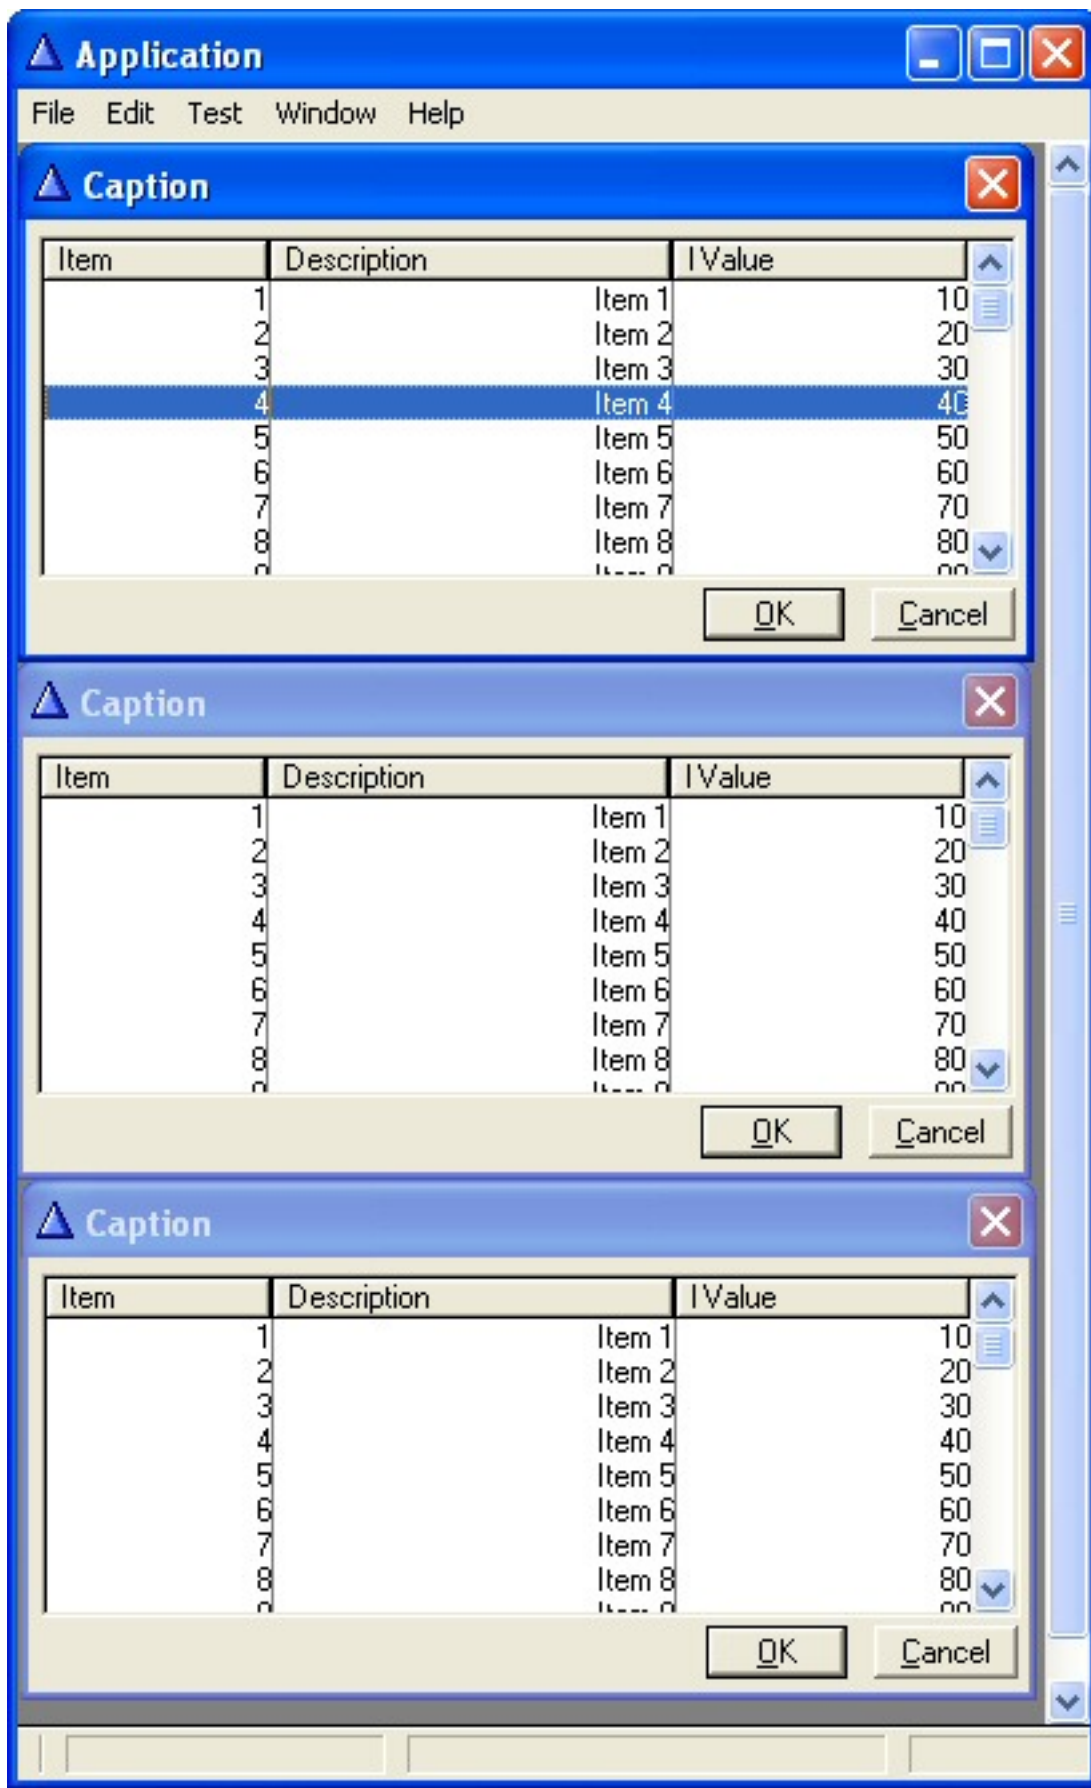 Application
File Edit Test Window Help
Caption
Item Description I Value
1 Item 1 10
2 Item 2 20
3 Item 3 30
4 Item 4 40
5 Item 5 50
6 Item 6 60
7 Item 7 70
8 Item 8 80
OK Cancel
Caption
Item Description I Value
1 Item 1 10
2 Item 2 20
3 Item 3 30
4 Item 4 40
5 Item 5 50
6 Item 6 60
7 Item 7 70
8 Item 8 80
OK Cancel
Caption
Item Description I Value
1 Item 1 10
2 Item 2 20
3 Item 3 30
4 Item 4 40
5 Item 5 50
6 Item 6 60
7 Item 7 70
8 Item 8 80
OK Cancel